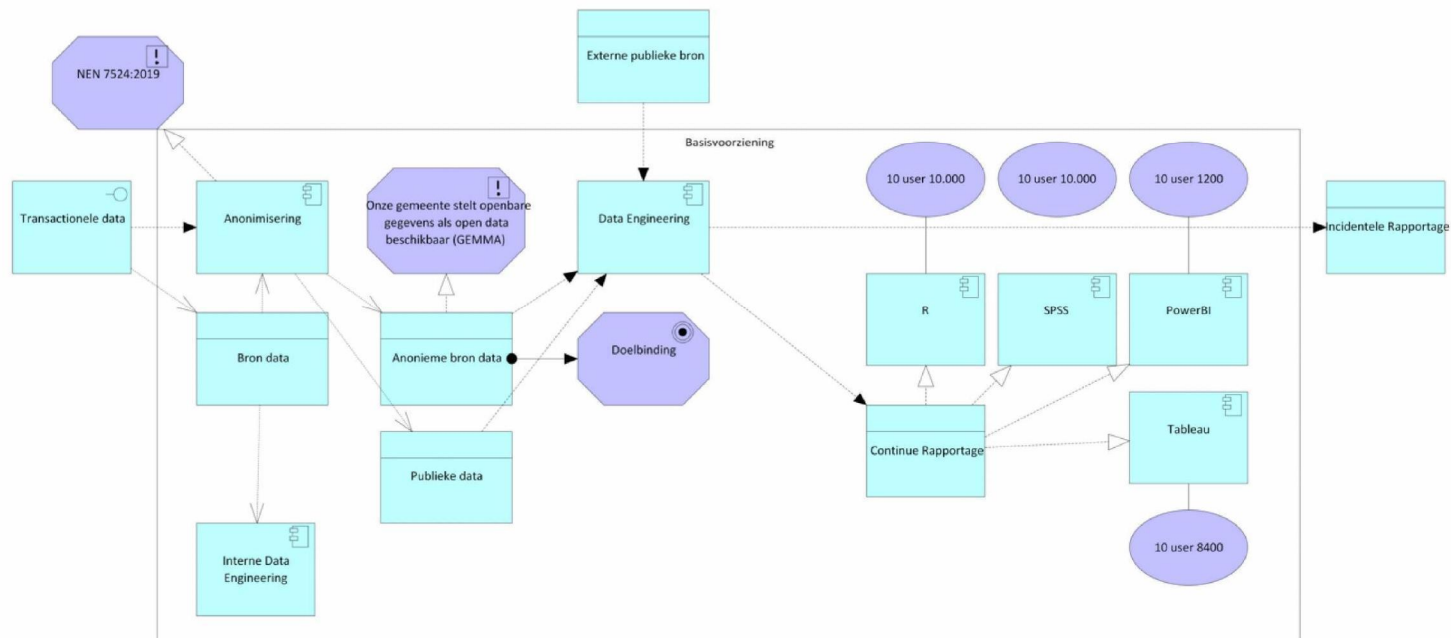 Externe publieke bron
NEN 7524:2019
Basisvoorziening
10 user 10.000
10 user 10.000
10 user 1200
Transactionele data
Anonimisering
Onze gemeente stelt openbare
gegevens als open data
beschikbaar (GEMMA)
Data Engineering
Incidentele Rapportage
R
SPSS
PowerBI
Bron data
Anonieme bron data
Doelbinding
Continue Rapportage
Tableau
Publieke data
Interne Data
Engineering
10 user 8400